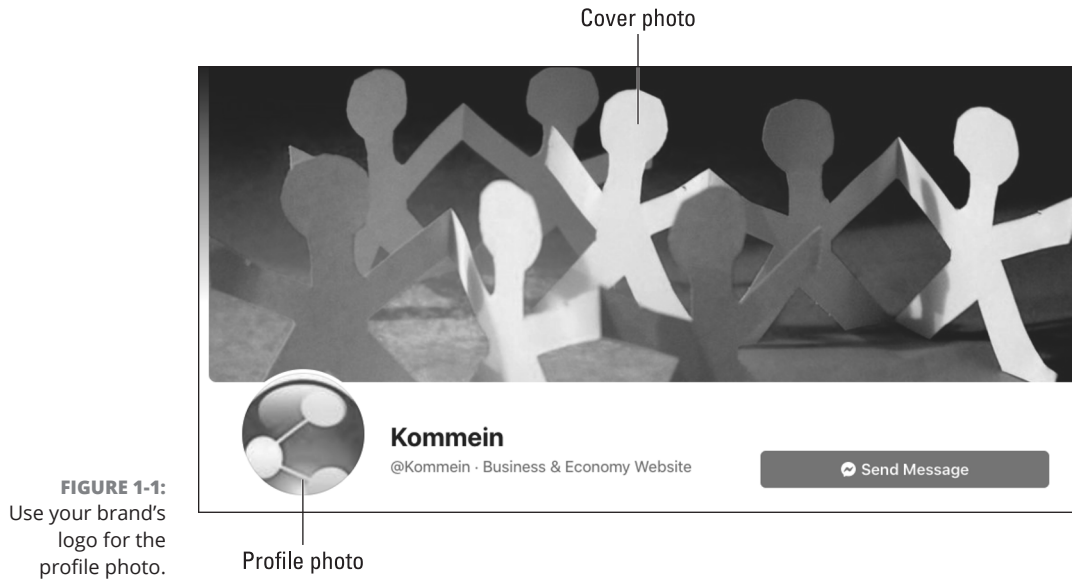 Cover photo
Kommein
@Kommein · Business & Economy Website
Send Message
FIGURE 1-1:
Use your brand’s
logo for the
profile photo.
Profile photo